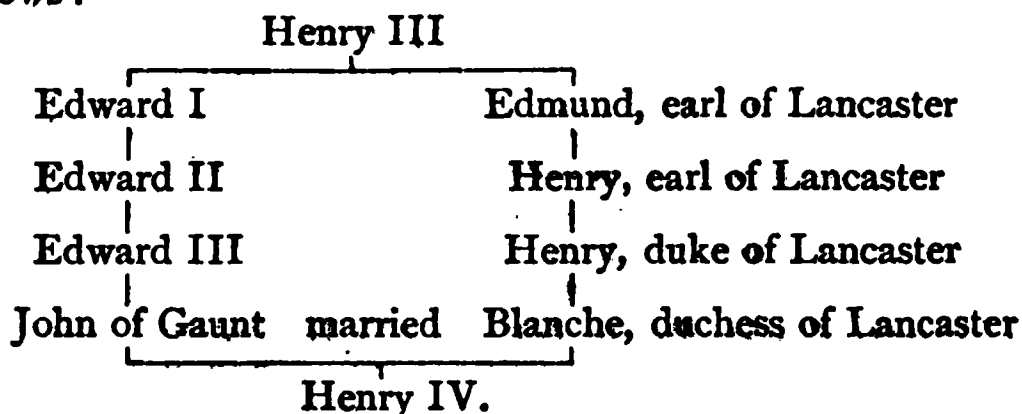 Henry III
Edward I Edmund, earl of Lancaster
Edward II Henry, earl of Lancaster
Edward III Henry, duke of Lancaster
John of Gaunt married Blanche, duchess of Lancaster
Henry IV.